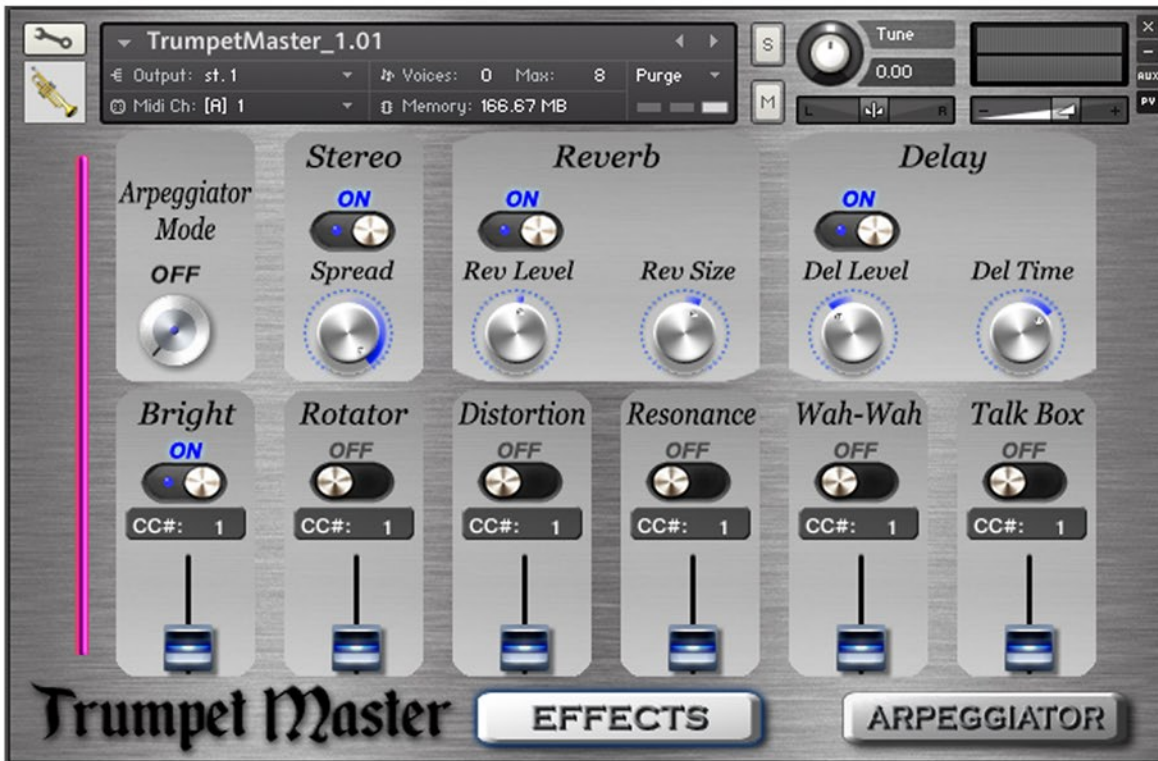 TrumpetMaster_1.01
Output: st.1
Voices: 0 Max: 8
Purge
Midi Ch: [A] 1
Memory: 166.67 MB
S
M
Tune
0.00
L R
- +
×
-
AUX
PV
Arpeggiator
Mode
OFF
Stereo
ON
Spread
Reverb
ON
Rev Level
Rev Size
Delay
ON
Del Level
Del Time
Bright
ON
CC#: 1
Rotator
OFF
CC#: 1
Distortion
OFF
CC#: 1
Resonance
OFF
CC#: 1
Wah-Wah
OFF
CC#: 1
Talk Box
OFF
CC#: 1
Trumpet Master
EFFECTS
ARPEGGIATOR